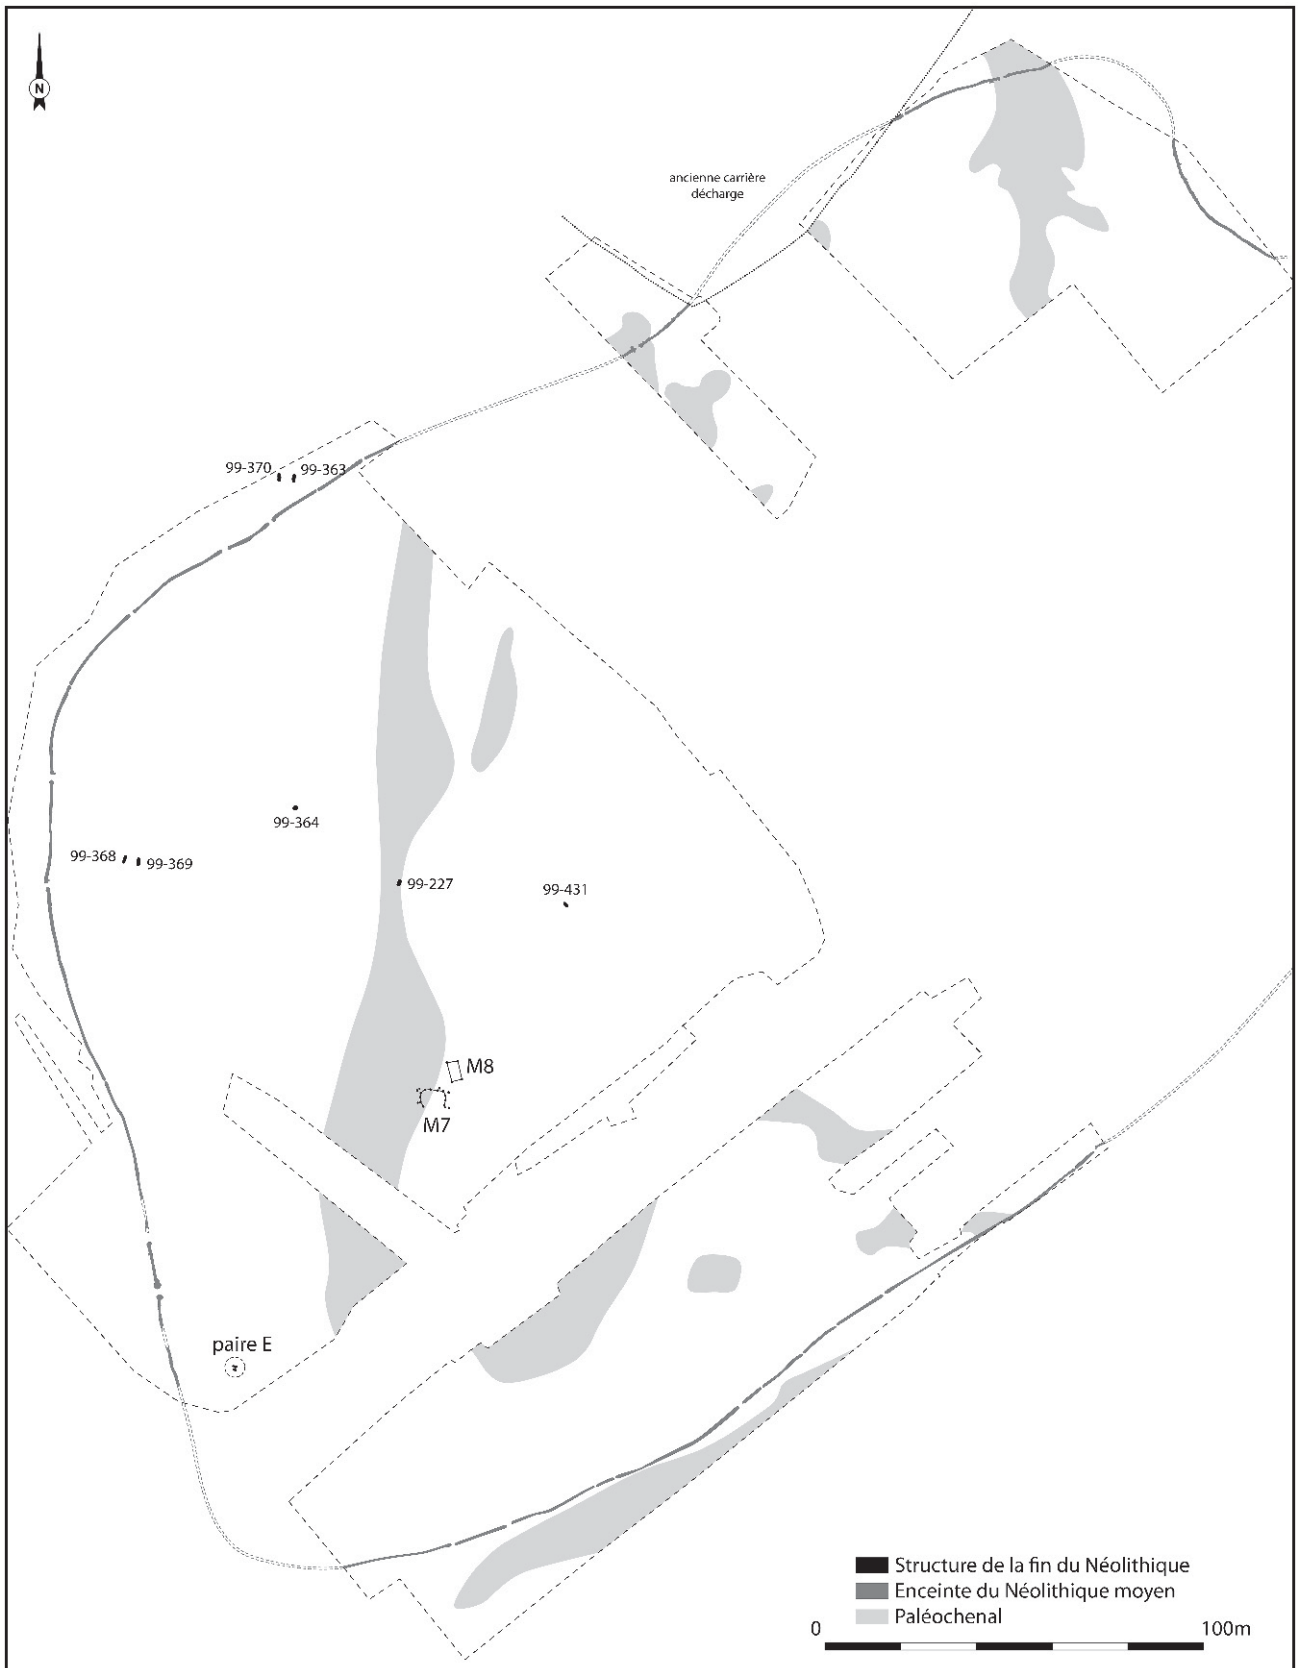 N
ancienne carrière
décharge
99-370
99-363
99-364
99-368
99-369
99-227
99-431
M8
M7
paire E
Structure de la fin du Néolithique
Enceinte du Néolithique moyen
Paléochenal
0
100m